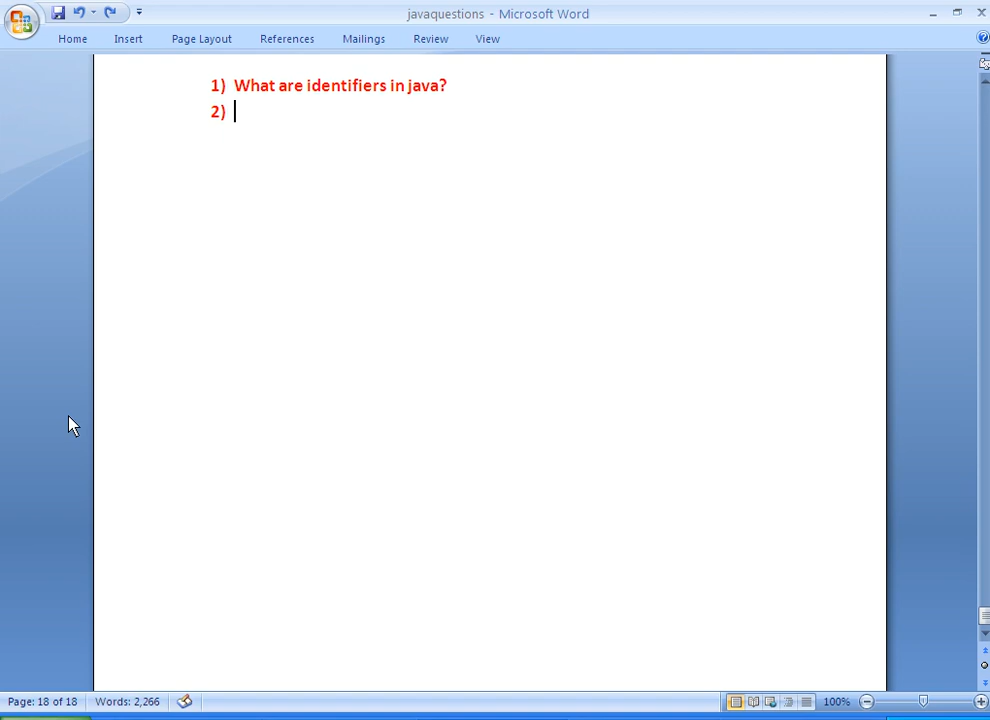 javaquestions - Microsoft Word
Home Insert Page Layout References Mailings Review View
1) What are identifiers in java?
2)
Page: 18 of 18 Words: 2,266 100%